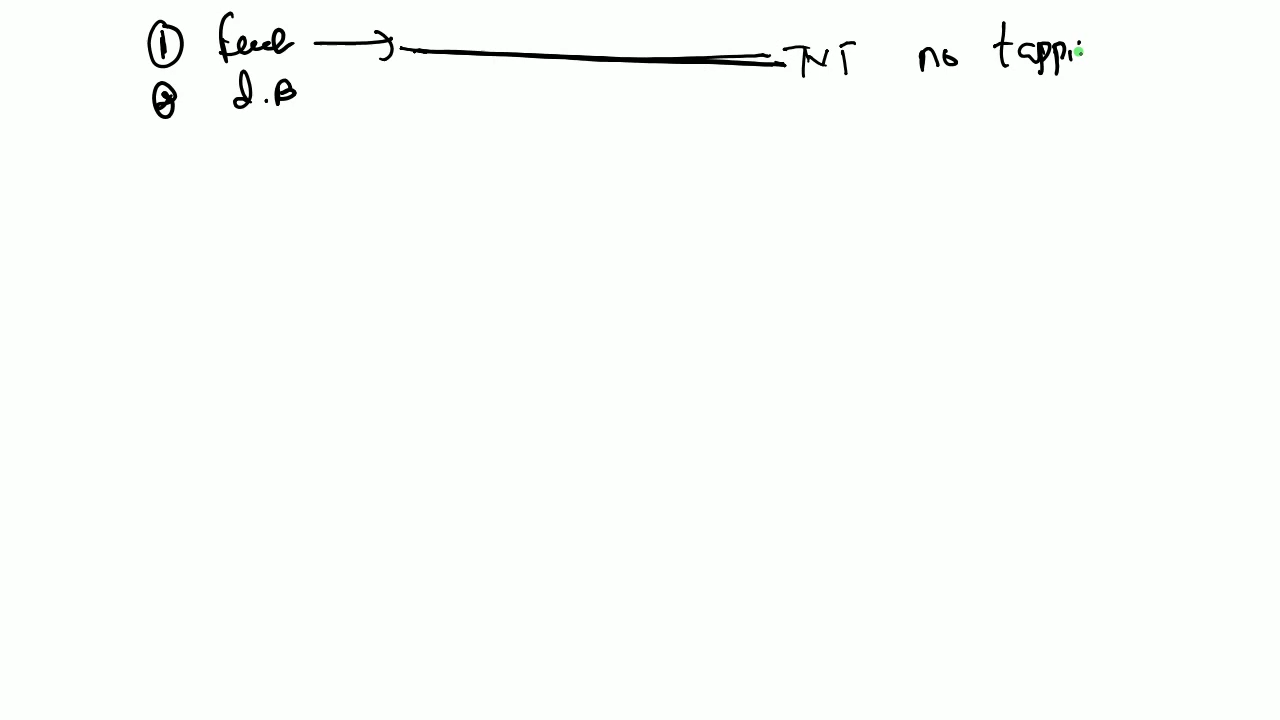 ① Feed → TNT no tappi
② d.B